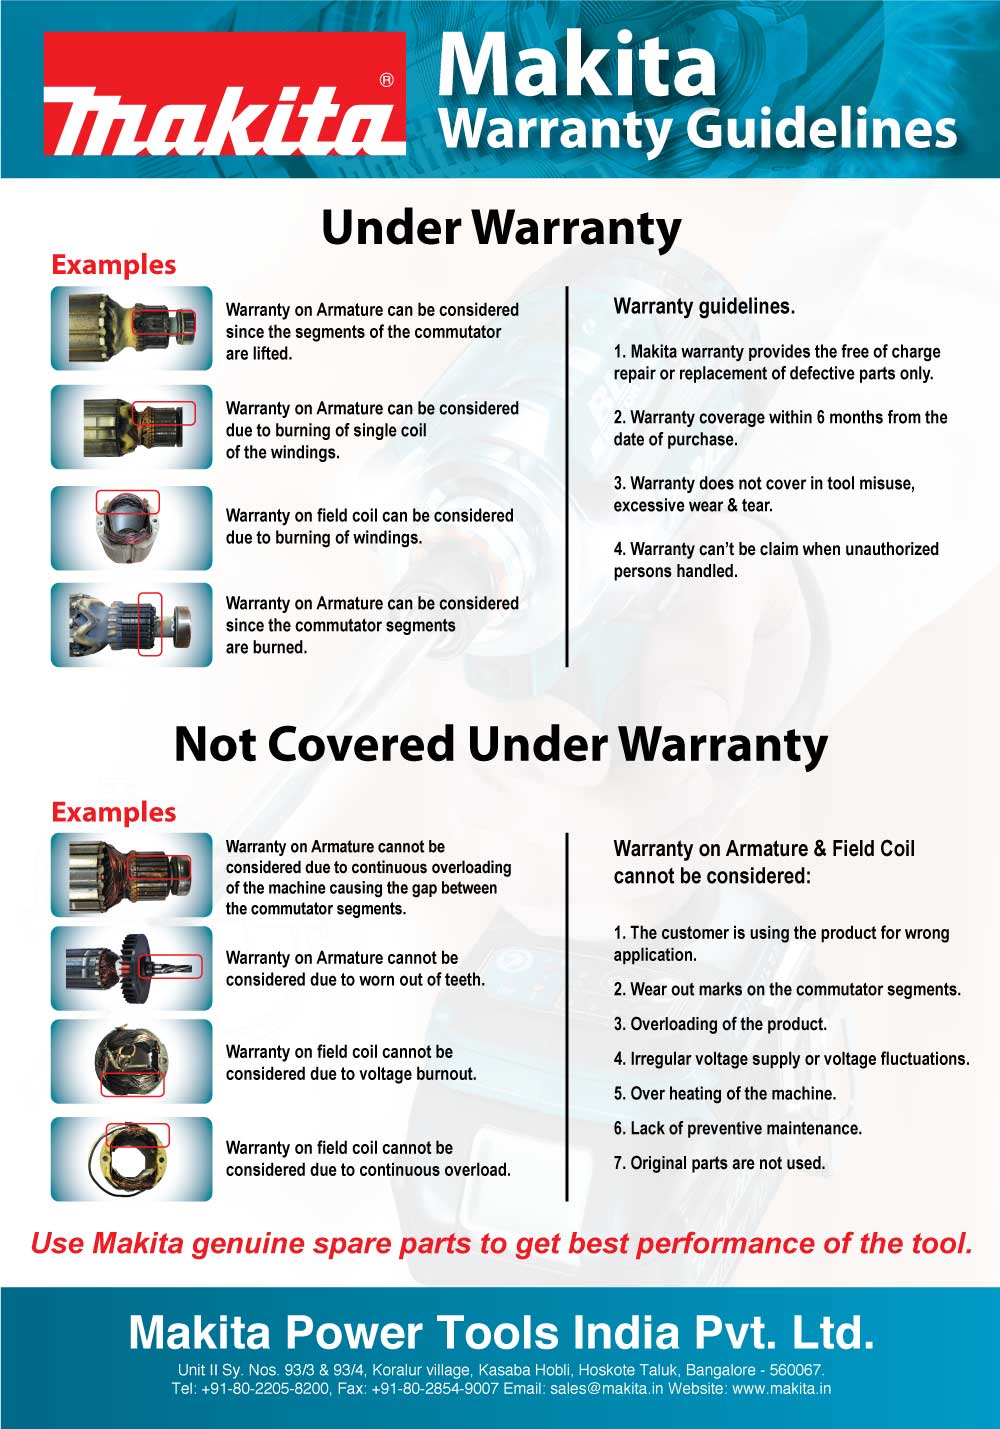 makita®
Makita
Warranty Guidelines
Under Warranty
Examples
Warranty on Armature can be considered
since the segments of the commutator
are lifted.
Warranty on Armature can be considered
due to burning of single coil
of the windings.
Warranty on field coil can be considered
due to burning of windings.
Warranty on Armature can be considered
since the commutator segments
are burned.
Warranty guidelines.
1. Makita warranty provides the free of charge
repair or replacement of defective parts only.
2. Warranty coverage within 6 months from the
date of purchase.
3. Warranty does not cover in tool misuse,
excessive wear & tear.
4. Warranty can't be claim when unauthorized
persons handled.
Not Covered Under Warranty
Examples
Warranty on Armature cannot be
considered due to continuous overloading
of the machine causing the gap between
the commutator segments.
Warranty on Armature cannot be
considered due to worn out of teeth.
Warranty on field coil cannot be
considered due to voltage burnout.
Warranty on field coil cannot be
considered due to continuous overload.
Warranty on Armature & Field Coil
cannot be considered:
1. The customer is using the product for wrong
application.
2. Wear out marks on the commutator segments.
3. Overloading of the product.
4. Irregular voltage supply or voltage fluctuations.
5. Over heating of the machine.
6. Lack of preventive maintenance.
7. Original parts are not used.
Use Makita genuine spare parts to get best performance of the tool.
Makita Power Tools India Pvt. Ltd.
Unit II Sy. Nos. 93/3 & 93/4, Koralur village, Kasaba Hobli, Hoskote Taluk, Bangalore - 560067.
Tel: +91-80-2205-8200, Fax: +91-80-2854-9007 Email: sales@makita.in Website: www.makita.in